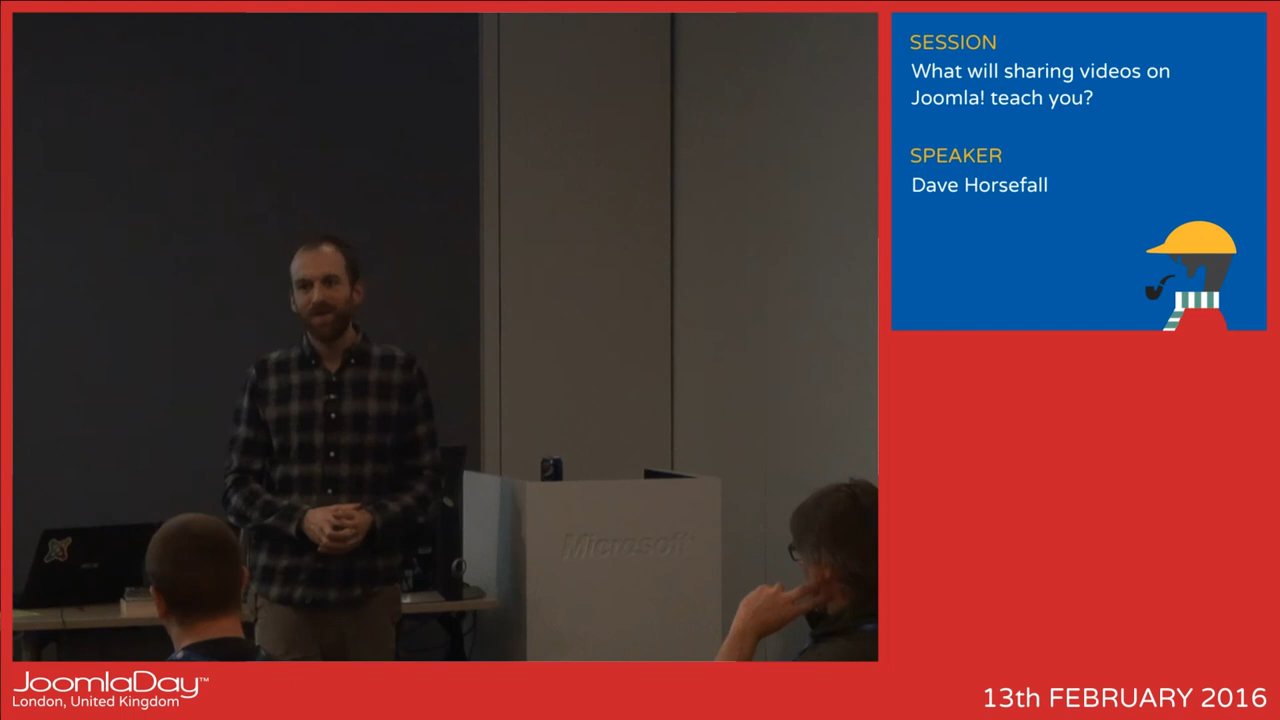 SESSION
What will sharing videos on
Joomla! teach you?
SPEAKER
Dave Horsefall
Microsoft
JoomlaDay™
London, United Kingdom
13th FEBRUARY 2016